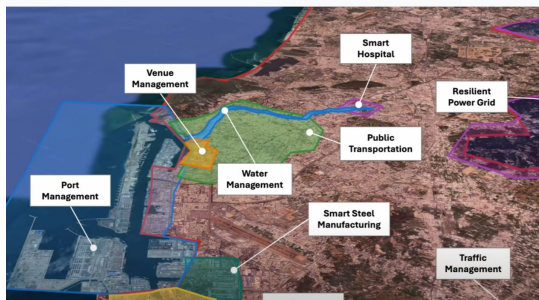 Smart
Hospital
Venue
Management
Resilient
Power Grid
Public
Transportation
Water
Management
Port
Management
Smart Steel
Manufacturing
Traffic
Management